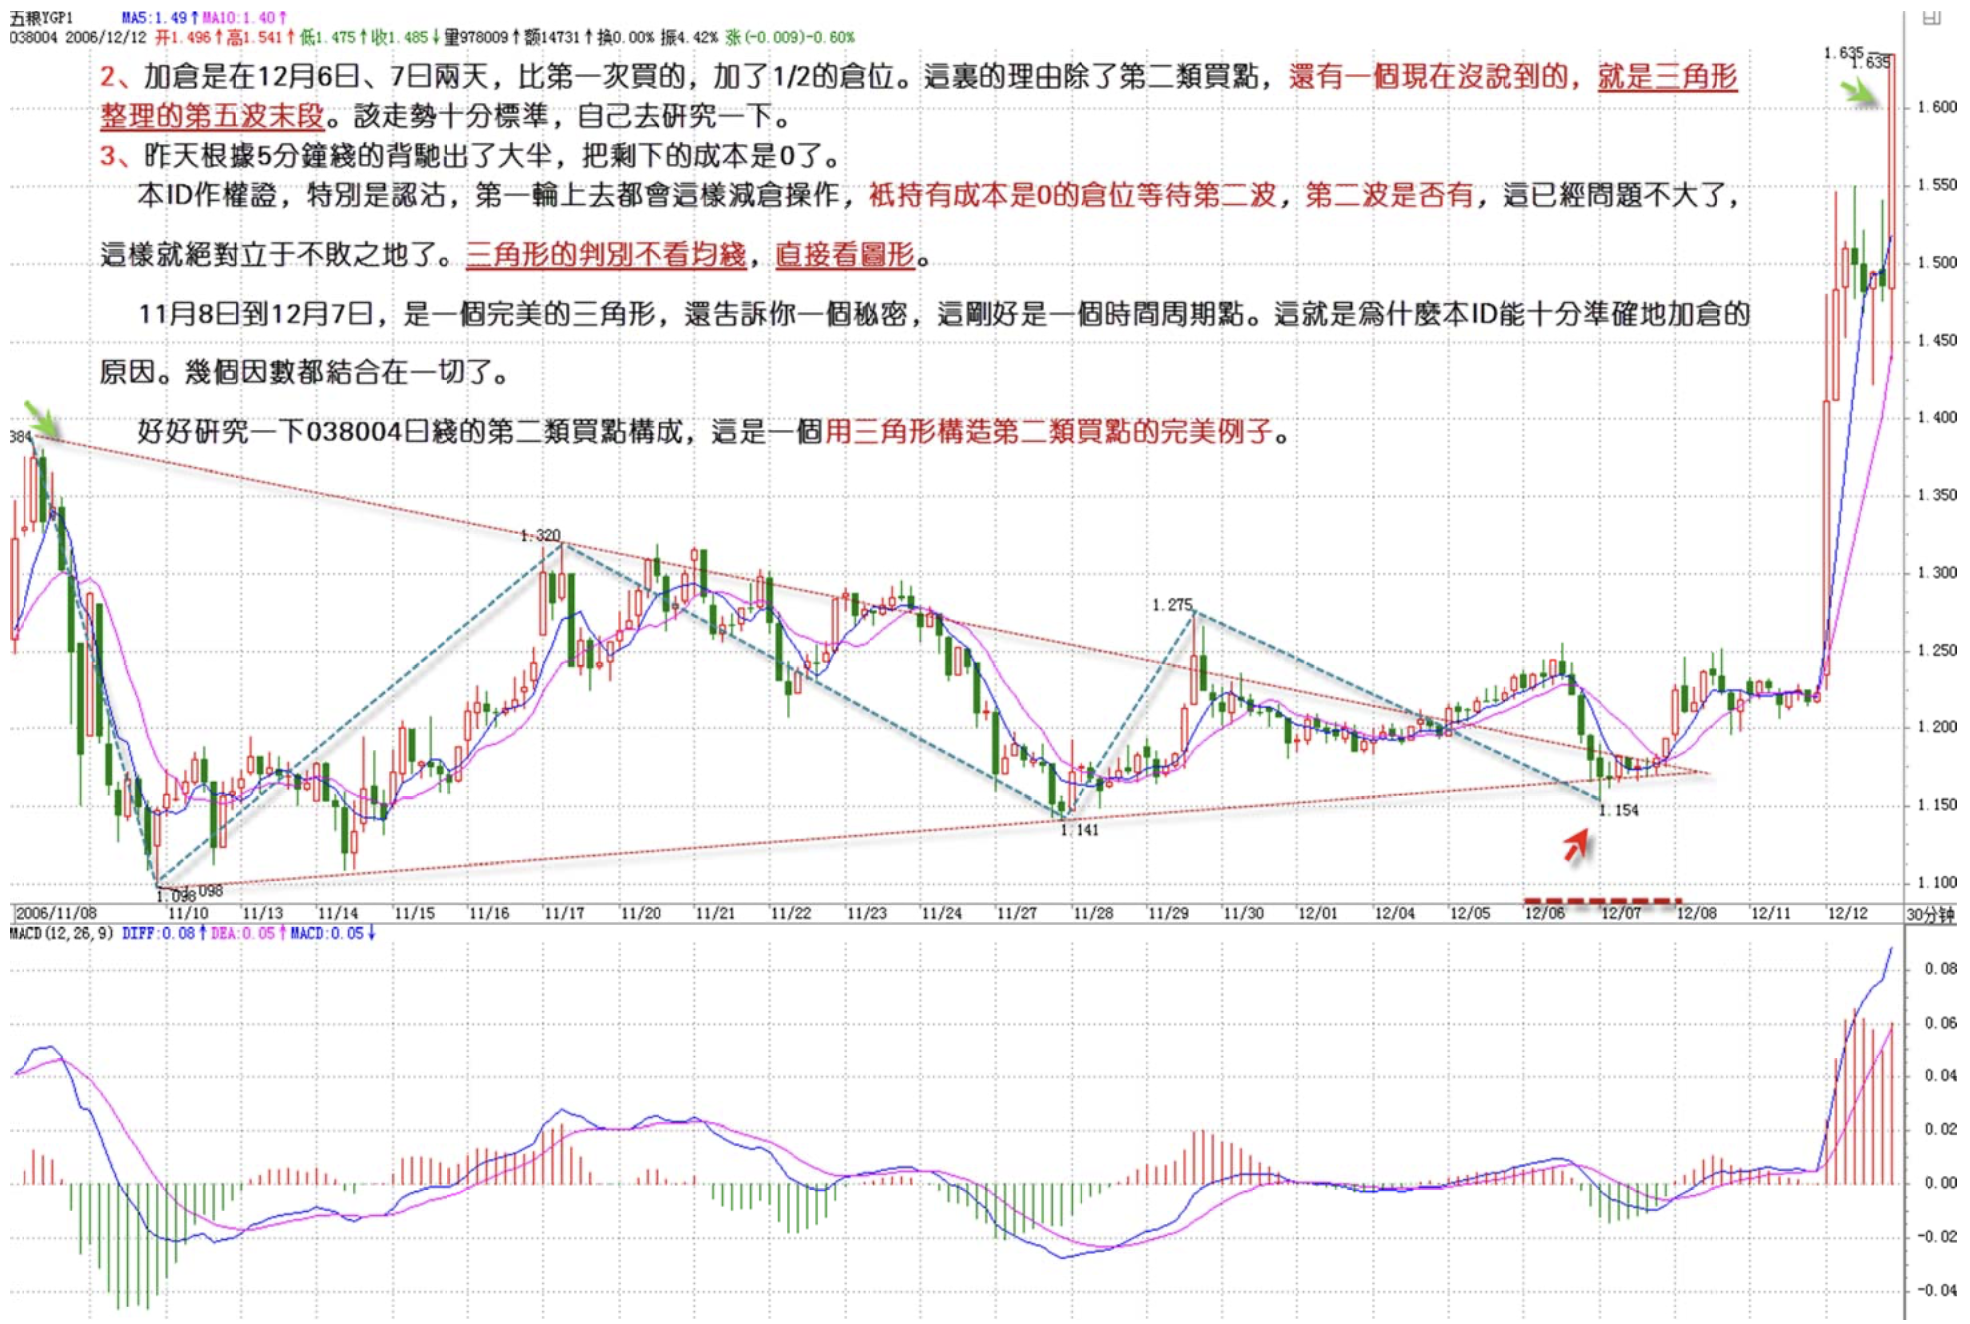 五粮YGP1 MA5:1.49↑MA10:1.40↑
038004 2006/12/12 开1.496↑高1.541↑低1.475↑收1.485↓量978009↑额14731↑换0.00% 振4.42% 涨(-0.009)-0.60%
2、加倉是在12月6日、7日兩天，比第一次買的，加了1/2的倉位。這裏的理由除了第二類買點，還有一個現在沒說到的，就是三角形
整理的第五波末段。該走勢十分標準，自己去研究一下。
3、昨天根據5分鐘綫的背馳出了大半，把剩下的成本是0了。
本ID作權證，特別是認沽，第一輪上去都會這樣減倉操作，衹持有成本是0的倉位等待第二波，第二波是否有，這已經問題不大了，
這樣就絕對立于不敗之地了。三角形的判別不看均綫，直接看圖形。
11月8日到12月7日，是一個完美的三角形，還告訴你一個秘密，這剛好是一個時間周期點。這就是爲什麼本ID能十分準確地加倉的
原因。幾個因數都結合在一切了。
好好研究一下038004日綫的第二類買點構成，這是一個用三角形構造第二類買點的完美例子。
1.635
1.635
1.600
1.550
1.500
1.450
1.400
384
1.350
1.320
1.300
1.275
1.250
1.200
1.150
1.154
1.141
1.100
1.098
1.098
2006/11/08 11/10 11/13 11/14 11/15 11/16 11/17 11/20 11/21 11/22 11/23 11/24 11/27 11/28 11/29 11/30 12/01 12/04 12/05 12/06 12/07 12/08 12/11 12/12 30分钟
MACD(12,26,9) DIFF:0.08↑DEA:0.05↑MACD:0.05↓
0.08
0.06
0.04
0.02
0.00
-0.02
-0.04